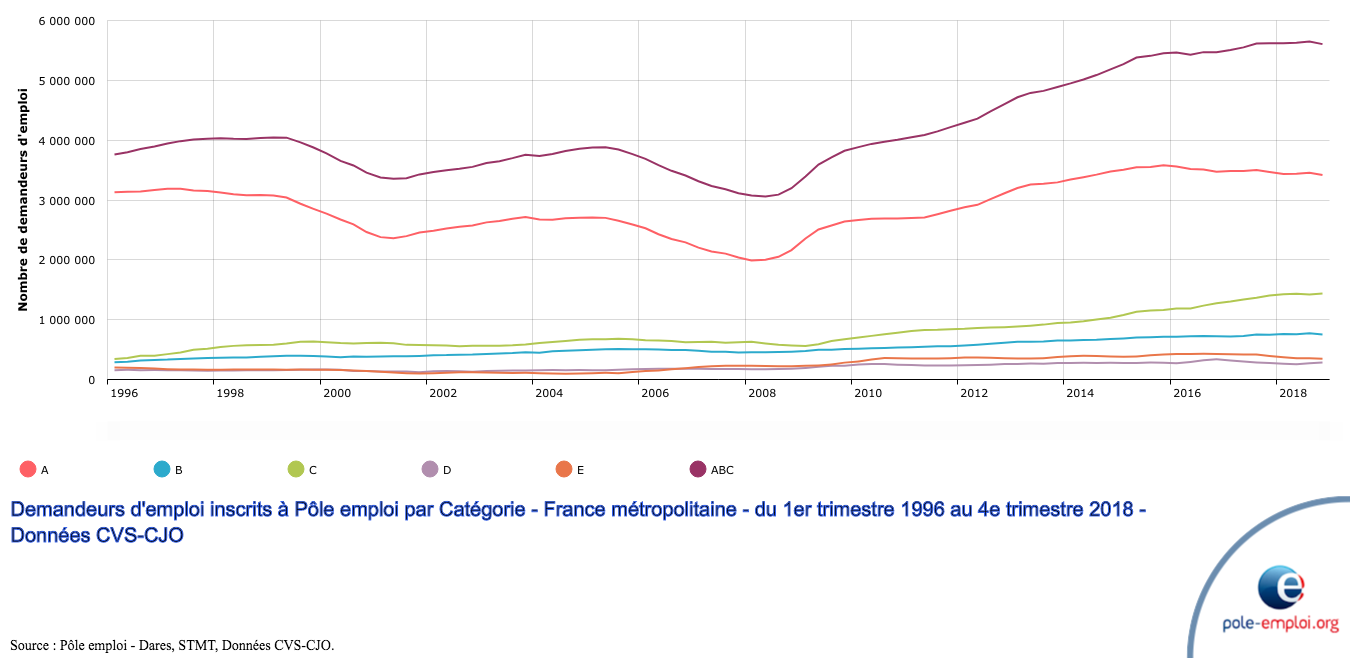 6 000 000
5 000 000
4 000 000
3 000 000
2 000 000
1 000 000
0
Nombre de demandeurs d'emploi
1996 1998 2000 2002 2004 2006 2008 2010 2012 2014 2016 2018
A B C D E ABC
Demandeurs d'emploi inscrits à Pôle emploi par Catégorie - France métropolitaine - du 1er trimestre 1996 au 4e trimestre 2018 -
Données CVS-CJO
e
pole-emploi.org
Source : Pôle emploi - Dares, STMT, Données CVS-CJO.